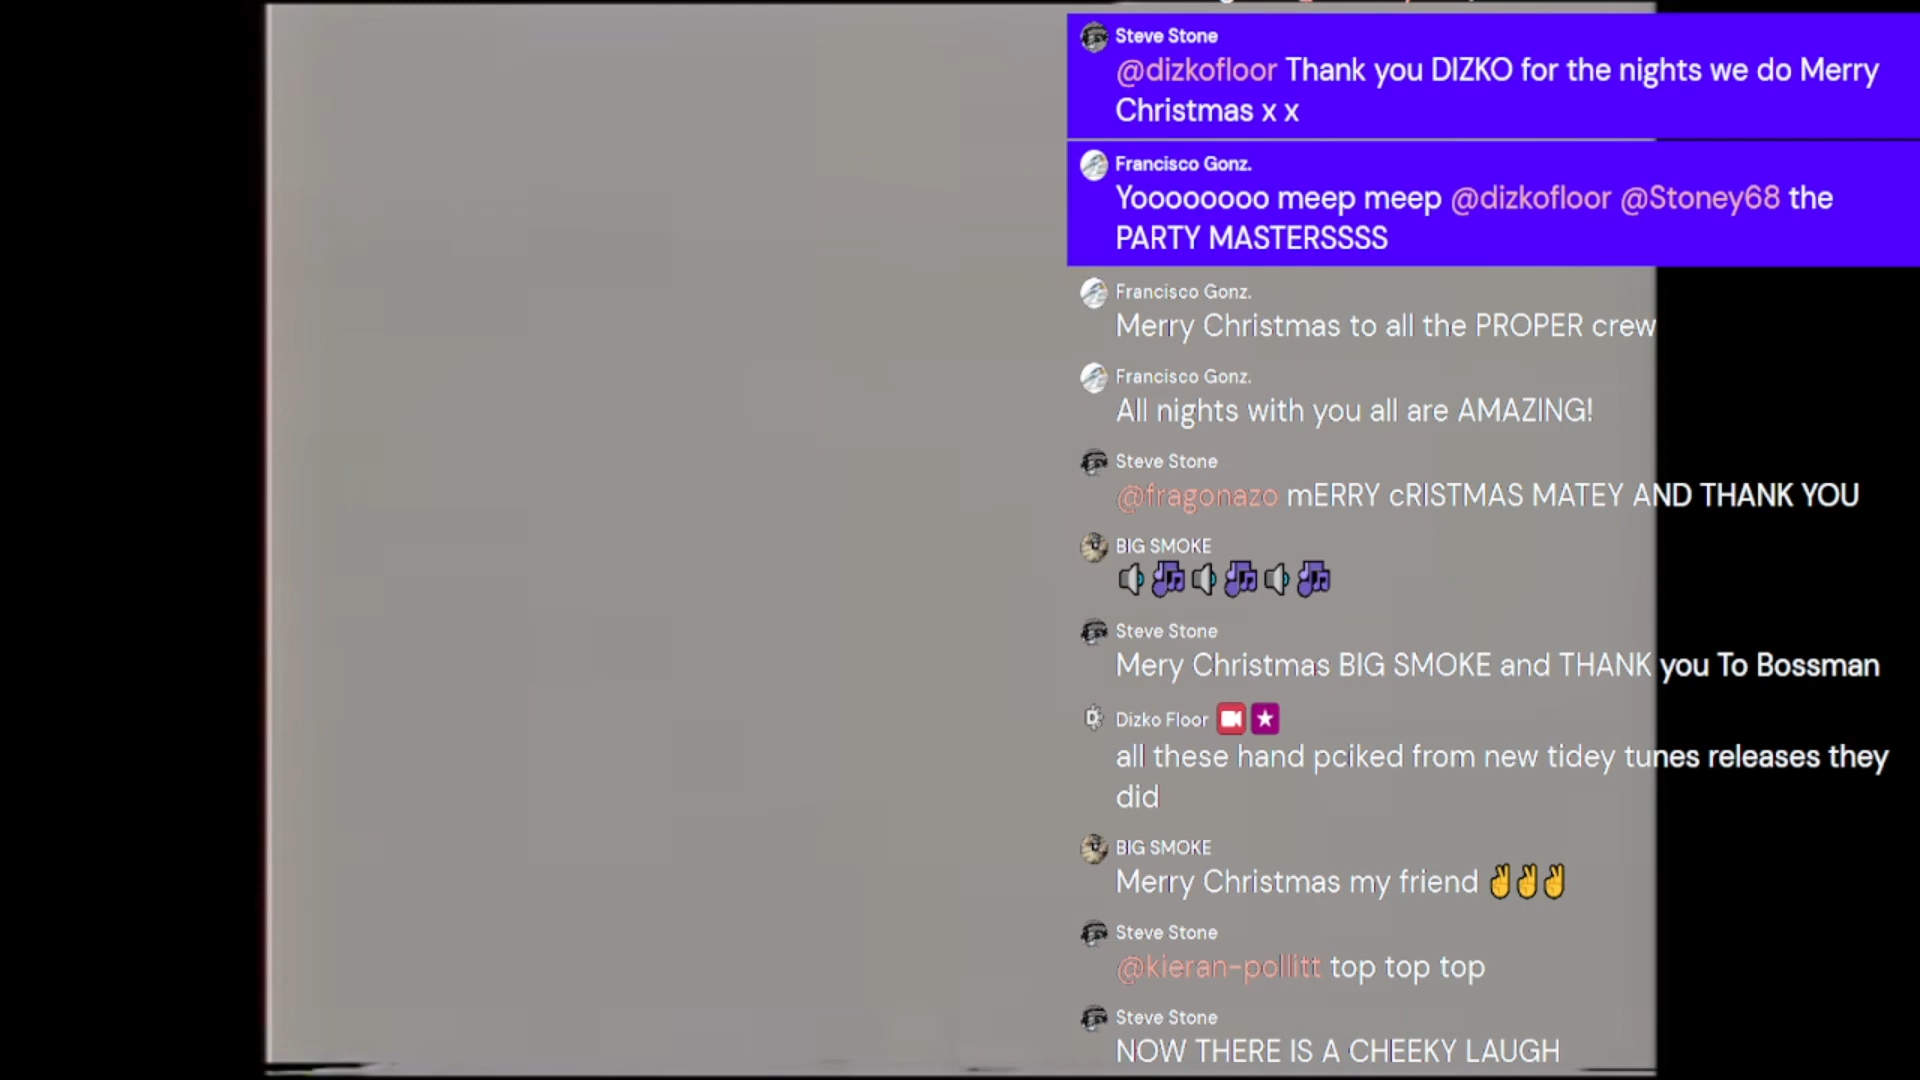 Steve Stone
@dizkofloor Thank you DIZKO for the nights we do Merry
Christmas x x
Francisco Gonz.
Yoooooooo meep meep @dizkofloor @Stoney68 the
PARTY MASTERSSSS
Francisco Gonz.
Merry Christmas to all the PROPER crew
Francisco Gonz.
All nights with you all are AMAZING!
Steve Stone
@fragonazo mERRY cRISTMAS MATEY AND THANK YOU
BIG SMOKE
🔈🎶🔈🎶🔈🎶
Steve Stone
Mery Christmas BIG SMOKE and THANK you To Bossman
Dizko Floor
all these hand pciked from new tidey tunes releases they
did
BIG SMOKE
Merry Christmas my friend ✌✌✌
Steve Stone
@kieran-pollitt top top top
Steve Stone
NOW THERE IS A CHEEKY LAUGH